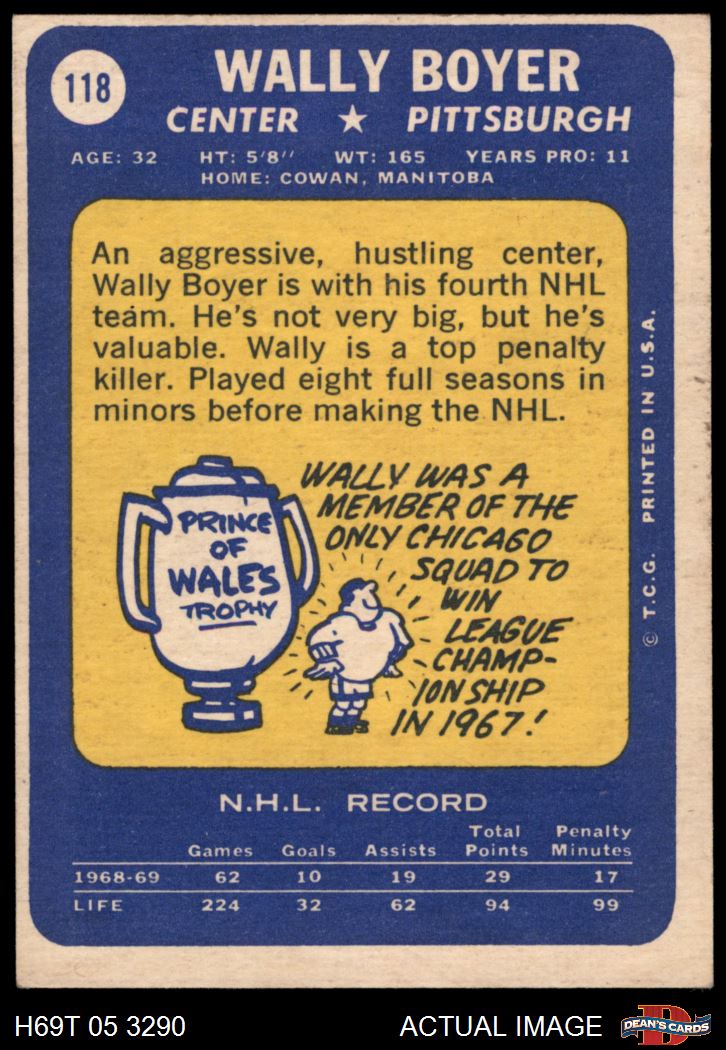 118
WALLY BOYER
CENTER ★ PITTSBURGH
AGE: 32 HT: 5'8" WT: 165 YEARS PRO: 11
HOME: COWAN, MANITOBA
An aggressive, hustling center,
Wally Boyer is with his fourth NHL
team. He's not very big, but he's
valuable. Wally is a top penalty
killer. Played eight full seasons in
minors before making the NHL.
WALLY WAS A
MEMBER OF THE
ONLY CHICAGO
SQUAD TO
WIN
LEAGUE
CHAMP-
IONSHIP
IN 1967!
PRINCE
OF
WALES
TROPHY
© T.C.G. PRINTED IN U.S.A.
N.H.L. RECORD
Games Goals Assists Total Points Penalty Minutes
1968-69 62 10 19 29 17
LIFE 224 32 62 94 99
H69T 05 3290 ACTUAL IMAGE
DEAN'S CARDS